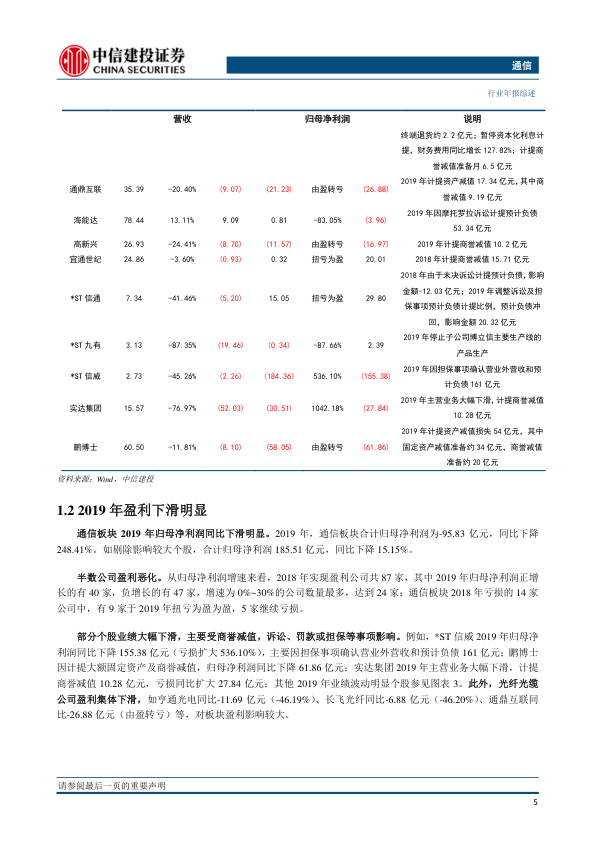 中信建投证券
CHINA SECURITIES
通信
行业年报综述
营收 归母净利润 说明
终端退货约 2.2 亿元；暂停资本化利息计
提，财务费用同比增长 127.82%；计提商
誉减值准备月 6.5 亿元
通鼎互联 35.39 -20.40% (9.07) (21.23) 由盈转亏 (26.88) 2019 年计提资产减值 17.34 亿元，其中商
誉减值 9.19 亿元
海能达 78.44 13.11% 9.09 0.81 -83.05% (3.96) 2019 年因摩托罗拉诉讼计提预计负债
53.34 亿元
高新兴 26.93 -24.41% (8.70) (11.57) 由盈转亏 (16.97) 2019 年计提商誉减值 10.2 亿元
宜通世纪 24.86 -3.60% (0.93) 0.32 扭亏为盈 20.01 2018 年计提商誉减值 15.71 亿元
2018 年由于未决诉讼计提预计负债，影响
*ST 信通 7.34 -41.46% (5.20) 15.05 扭亏为盈 29.80 金额-12.03 亿元；2019 年调整诉讼及担
保事项预计负债计提比例，预计负债冲
回，影响金额 20.32 亿元
*ST 九有 3.13 -87.35% (19.46) (0.34) -87.66% 2.39 2019 年停止子公司博立信主要生产线的
产品生产
*ST 信威 2.73 -45.26% (2.26) (184.36) 536.10% (155.38) 2019 年因担保事项确认营业外营收和预
计负债 161 亿元
实达集团 15.57 -76.97% (52.03) (30.51) 1042.18% (27.84) 2019 年主营业务大幅下滑，计提商誉减值
10.28 亿元
2019 年计提资产减值损失 54 亿元，其中
鹏博士 60.50 -11.81% (8.10) (58.05) 由盈转亏 (61.86) 固定资产减值准备约 34 亿元，商誉减值
准备约 20 亿元
资料来源：Wind，中信建投
1.2 2019 年盈利下滑明显
通信板块 2019 年归母净利润同比下滑明显。2019 年，通信板块合计归母净利润为-95.83 亿元，同比下降
248.41%。如剔除影响较大个股，合计归母净利润 185.51 亿元，同比下降 15.15%。
半数公司盈利恶化。从归母净利润增速来看，2018 年实现盈利公司共 87 家，其中 2019 年归母净利润正增
长的有 40 家，负增长的有 47 家，增速为 0%~30%的公司数量最多，达到 24 家；通信板块 2018 年亏损的 14 家
公司中，有 9 家于 2019 年扭亏为盈为盈，5 家继续亏损。
部分个股业绩大幅下滑，主要受商誉减值，诉讼、罚款或担保等事项影响。例如，*ST 信威 2019 年归母净
利润同比下降 155.38 亿元（亏损扩大 536.10%），主要因担保事项确认营业外营收和预计负债 161 亿元；鹏博士
因计提大额固定资产及商誉减值，归母净利润同比下降 61.86 亿元；实达集团 2019 年主营业务大幅下滑，计提
商誉减值 10.28 亿元，亏损同比扩大 27.84 亿元；其他 2019 年业绩波动明显个股参见图表 3。此外，光纤光缆
公司盈利集体下滑，如亨通光电同比-11.69 亿元（-46.19%）、长飞光纤同比-6.88 亿元（-46.20%）、通鼎互联同
比-26.88 亿元（由盈转亏）等，对板块盈利影响较大。
请参阅最后一页的重要声明
5